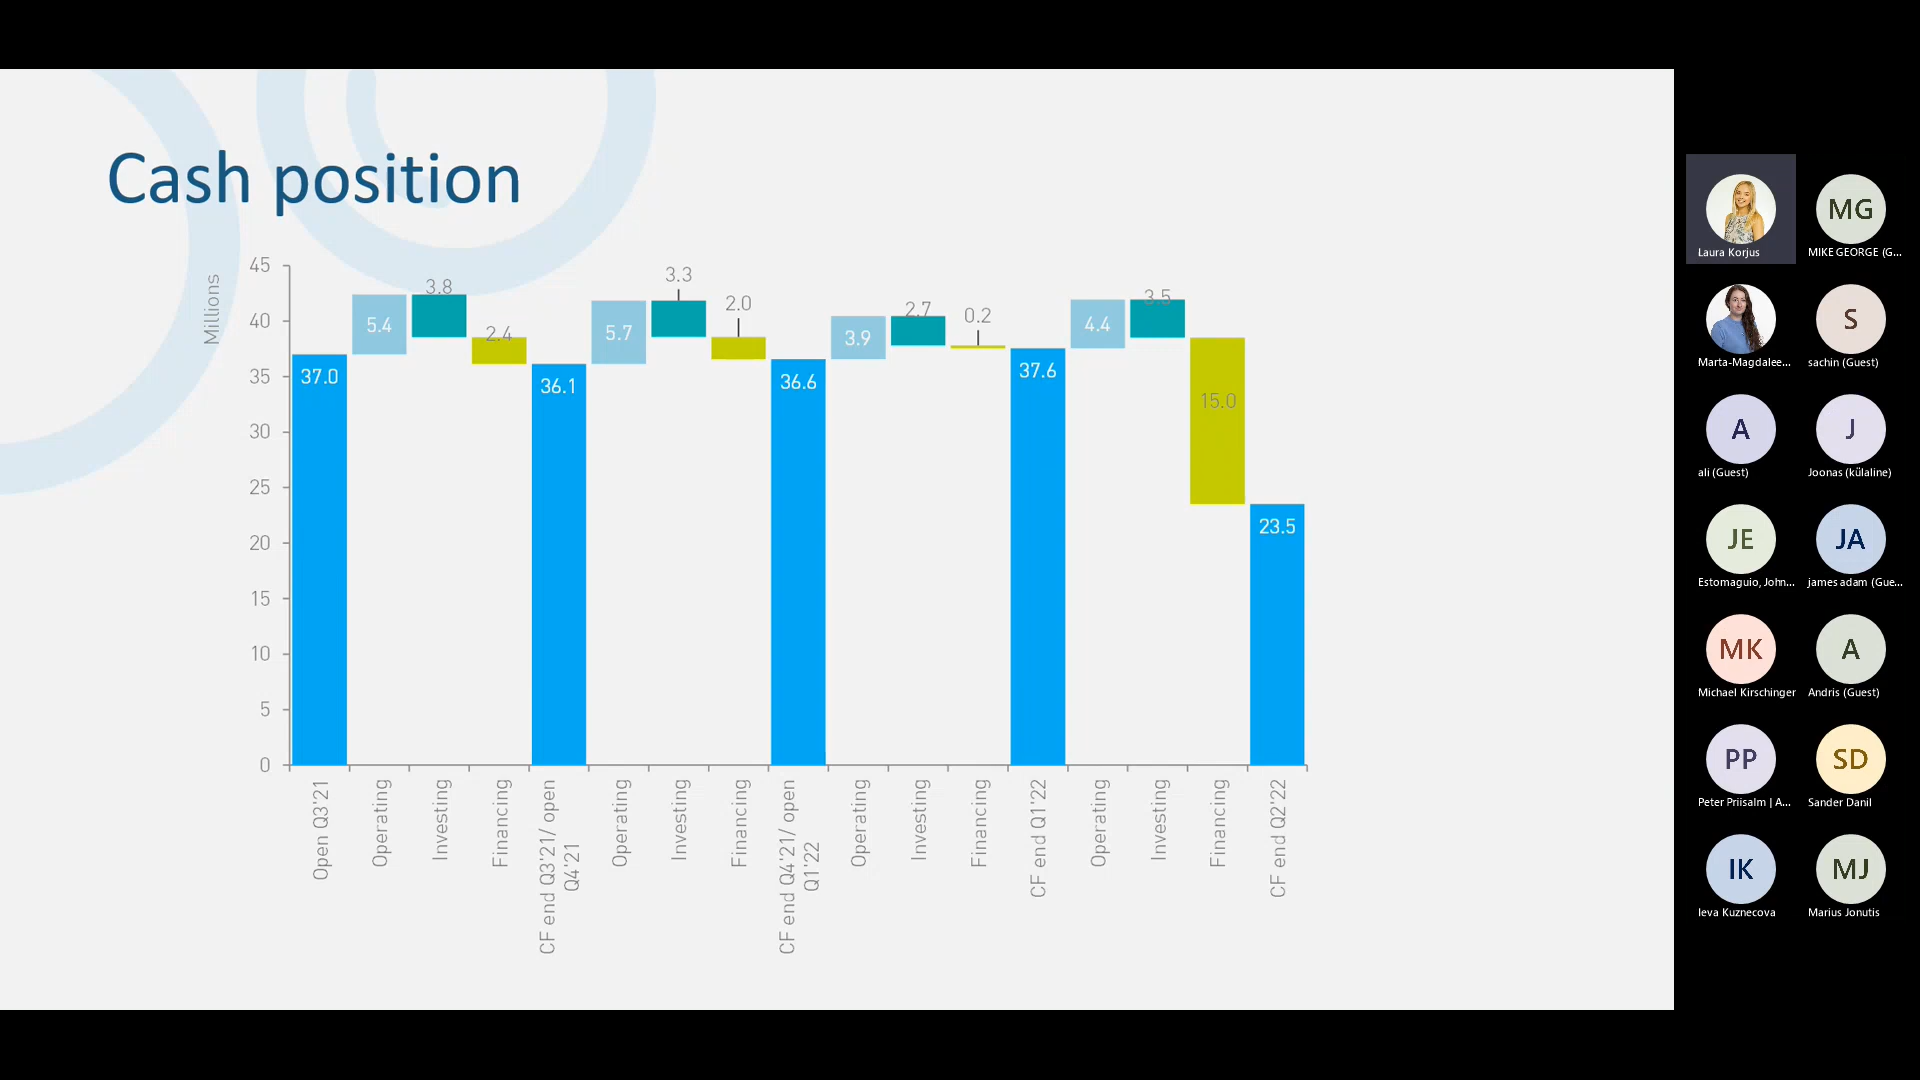 Cash position
Millions
45
40
35
30
25
20
15
10
5
0
37.0
5.4
3.8
2.4
36.1
5.7
3.3
2.0
36.6
3.9
2.7
0.2
37.6
4.4
3.5
15.0
23.5
Open Q3'21
Operating
Investing
Financing
CF end Q3'21/ open
Q4'21
Operating
Investing
Financing
CF end Q4'21/ open
Q1'22
Operating
Investing
Financing
CF end Q1'22
Operating
Investing
Financing
CF end Q2'22
Laura Korjus
MG
MIKE GEORGE (G...
Marta-Magdalee...
S
sachin (Guest)
A
ali (Guest)
J
Joonas (külaline)
JE
Estomaguio, John...
JA
james adam (Gue...
MK
Michael Kirschinger
A
Andris (Guest)
PP
Peter Priisalm | A...
SD
Sander Danil
IK
Ieva Kuznecova
MJ
Marius Jonutis